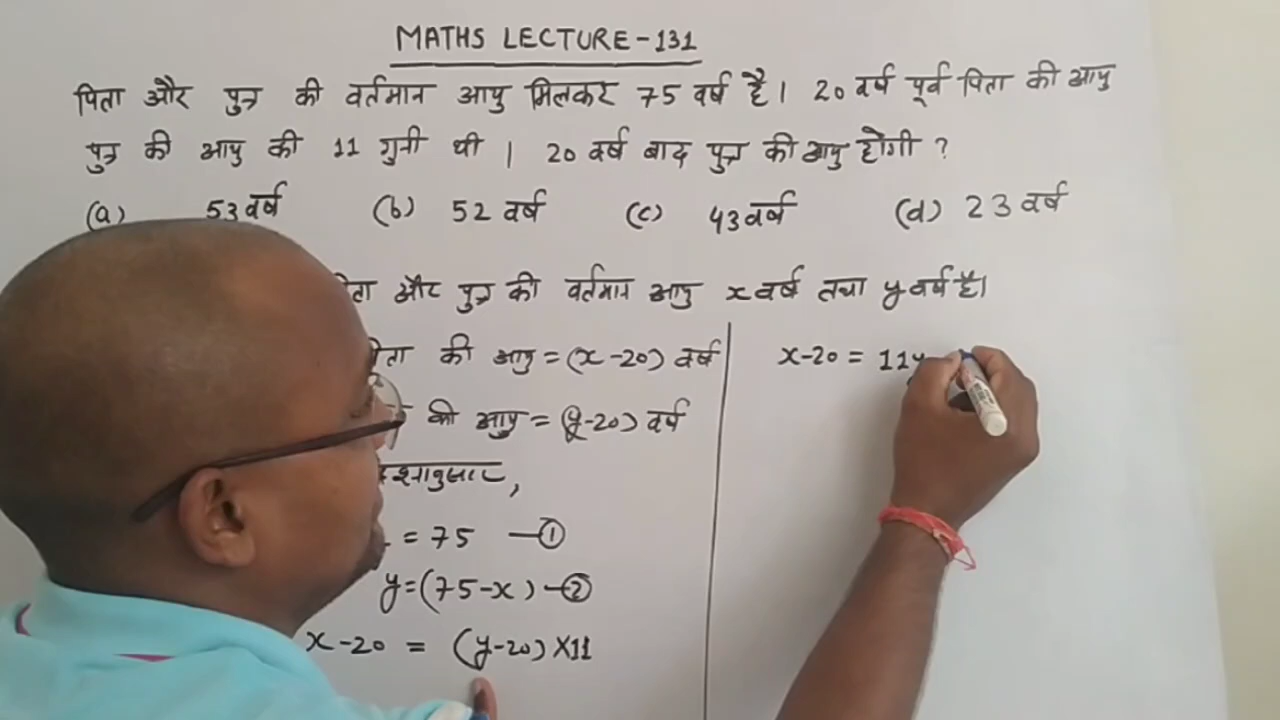 MATHS LECTURE-131
पिता और पुत्र की वर्तमान आयु मिलकर 75 वर्ष है। 20 वर्ष पूर्व पिता की आयु
पुत्र की आयु की 11 गुनी थी । 20 वर्ष बाद पुत्र की आयु होगी ?
(a) 53 वर्ष (b) 52 वर्ष (c) 43 वर्ष (d) 23 वर्ष
और पुत्र की वर्तमान आयु x वर्ष तथा y वर्ष है।
की आयु = (x-20) वर्ष
की आयु = (y-20) वर्ष
= 75 —①
y=(75-x) —②
x-20 = (y-20)×11
x-20 = 11y